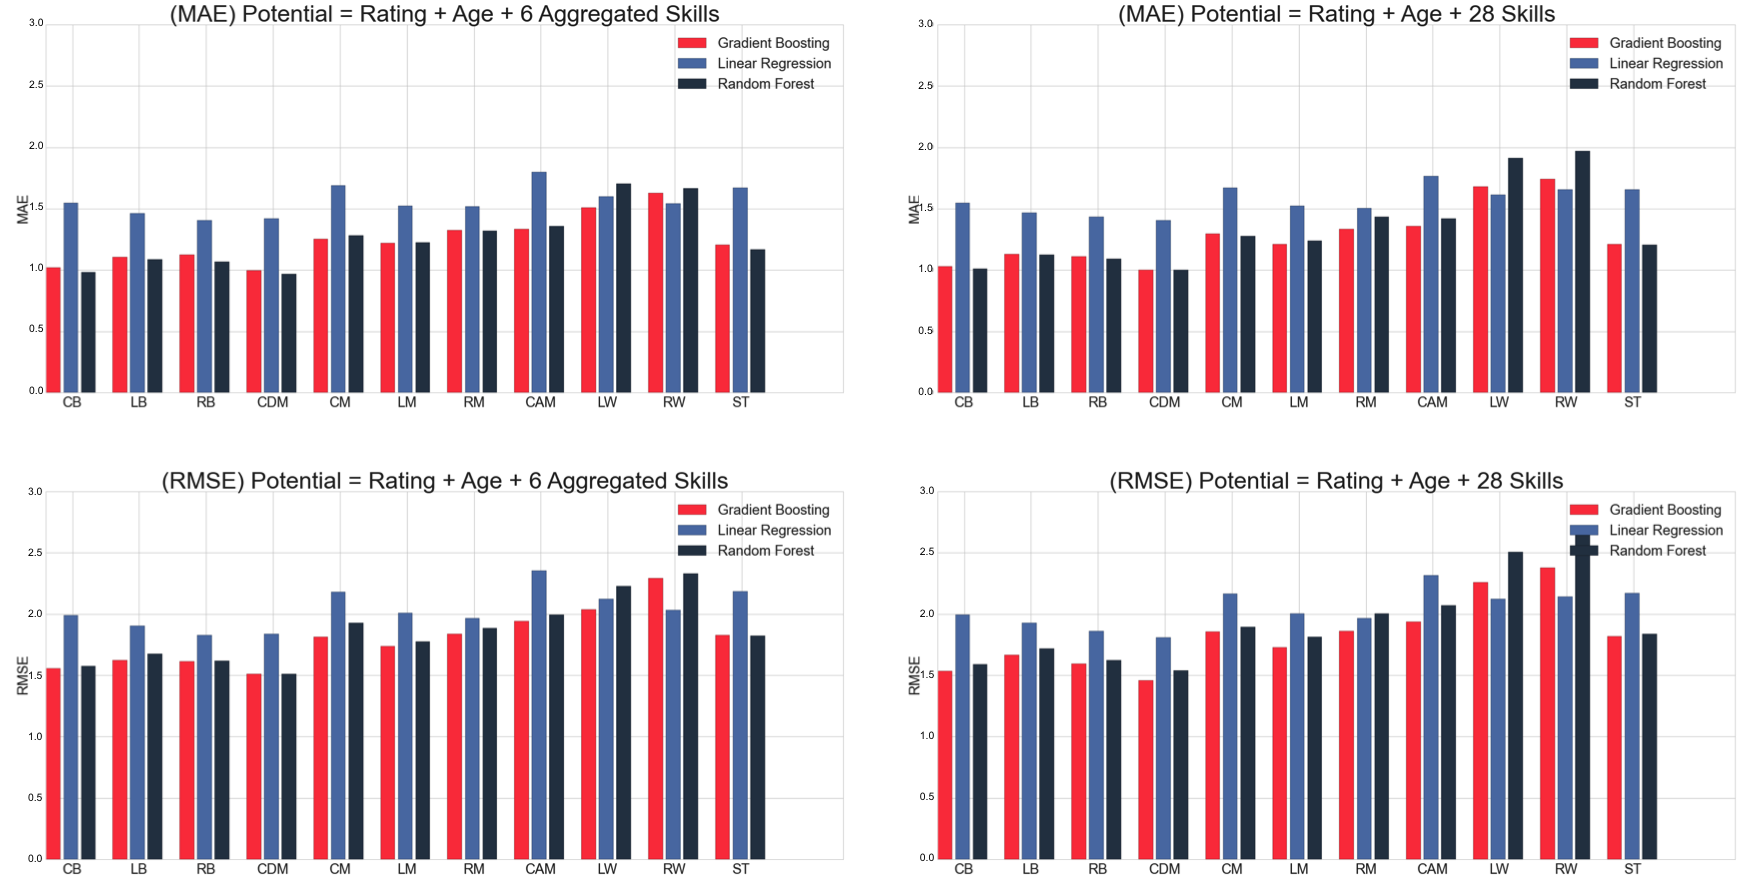 (MAE) Potential = Rating + Age + 6 Aggregated Skills
3.0
2.5
2.0
1.5
1.0
0.5
0.0
MAE
Gradient Boosting
Linear Regression
Random Forest
CB LB RB CDM CM LM RM CAM LW RW ST
(MAE) Potential = Rating + Age + 28 Skills
3.0
2.5
2.0
1.5
1.0
0.5
0.0
MAE
Gradient Boosting
Linear Regression
Random Forest
CB LB RB CDM CM LM RM CAM LW RW ST
(RMSE) Potential = Rating + Age + 6 Aggregated Skills
3.0
2.5
2.0
1.5
1.0
0.5
0.0
RMSE
Gradient Boosting
Linear Regression
Random Forest
CB LB RB CDM CM LM RM CAM LW RW ST
(RMSE) Potential = Rating + Age + 28 Skills
3.0
2.5
2.0
1.5
1.0
0.5
0.0
RMSE
Gradient Boosting
Linear Regression
Random Forest
CB LB RB CDM CM LM RM CAM LW RW ST